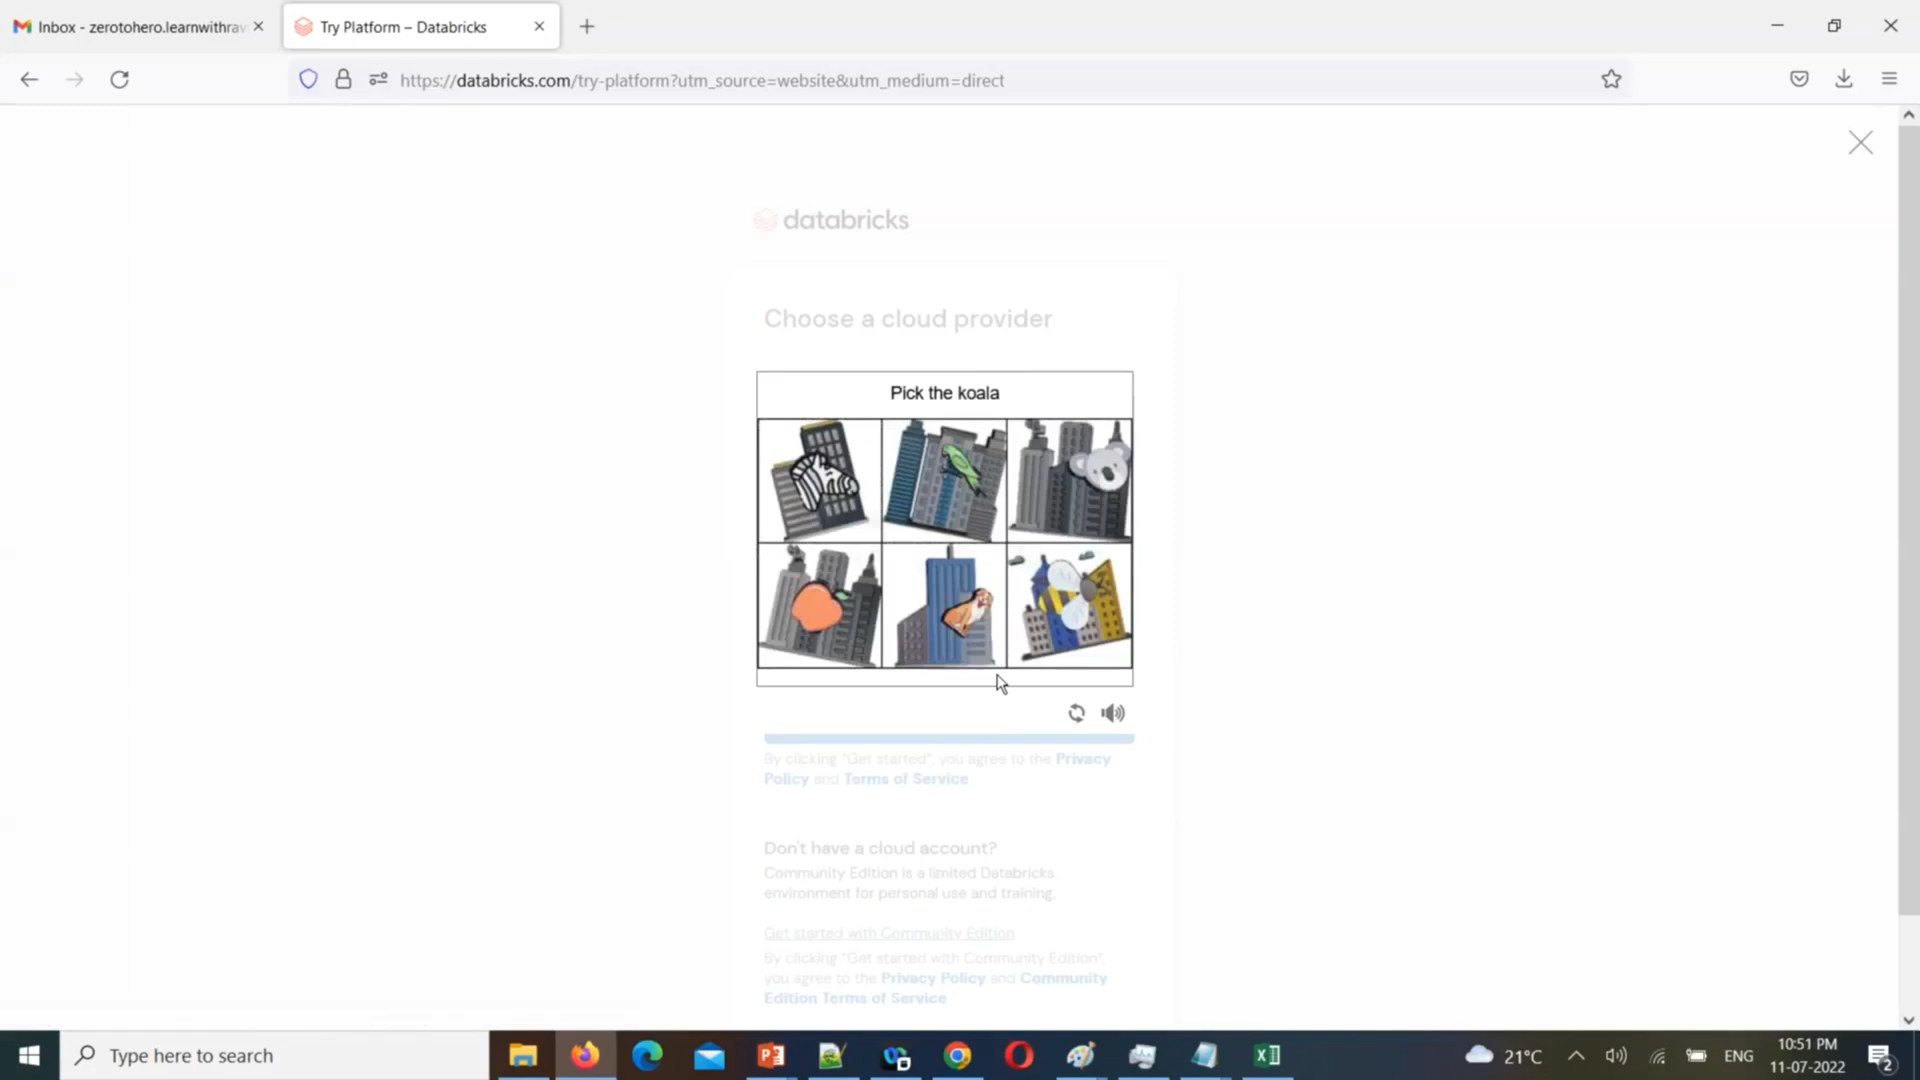 Inbox - zerotohero.learnwithrav
Try Platform – Databricks
https://databricks.com/try-platform?utm_source=website&utm_medium=direct
databricks
Choose a cloud provider
Pick the koala
By clicking "Get started", you agree to the Privacy
Policy and Terms of Service
Don't have a cloud account?
Community Edition is a limited Databricks
environment for personal use and training.
Get started with Community Edition
By clicking "Get started with Community Edition",
you agree to the Privacy Policy and Community
Edition Terms of Service
Type here to search
21°C
ENG
10:51 PM
11-07-2022
2